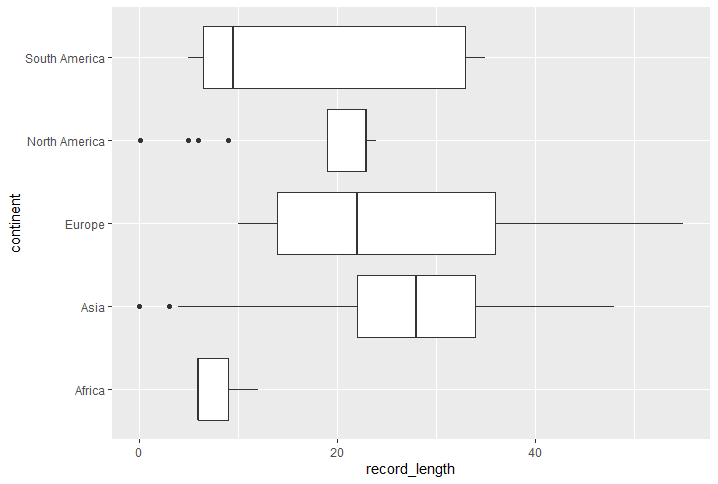 South America
North America
Europe
Asia
Africa
continent
0
20
40
record_length